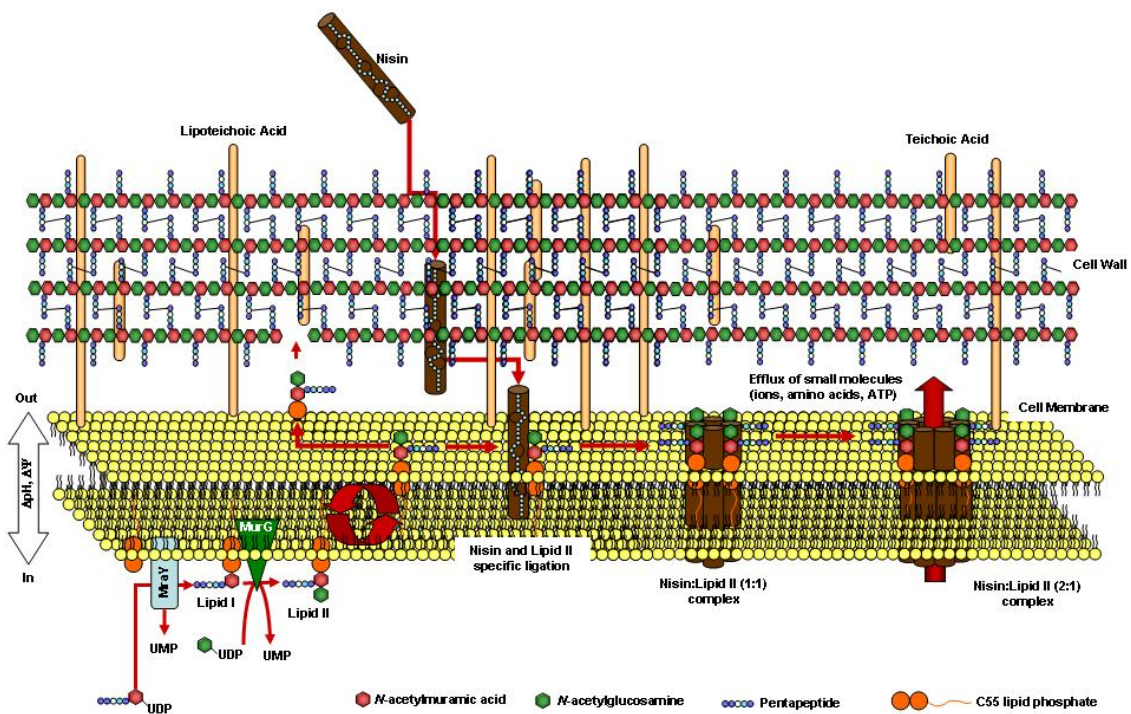 Nisin
Lipoteichoic Acid
Teichoic Acid
Cell Wall
Efflux of small molecules
(ions, amino acids, ATP)
Out
Cell Membrane
ΔpH, ΔΨ
In
MurG
MraY
Lipid I
Lipid II
Nisin and Lipid II
specific ligation
Nisin:Lipid II (1:1)
complex
Nisin:Lipid II (2:1)
complex
UMP
UDP
UMP
UDP
N-acetylmuramic acid
N-acetylglucosamine
Pentapeptide
C55 lipid phosphate